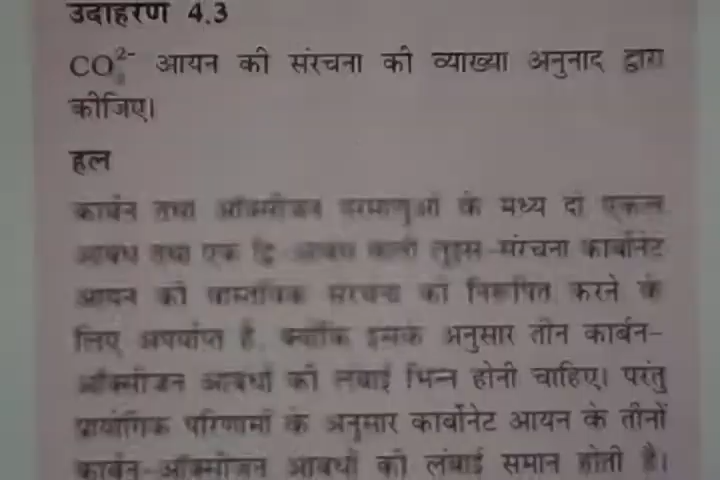 उदाहरण 4.3
CO₃²⁻ आयन की संरचना की व्याख्या अनुनाद द्वारा
कीजिए।
हल
कार्बन तथा ऑक्सीजन परमाणुओं के मध्य दो एकल
आबंध तथा एक द्वि आबंध वाली लूइस-संरचना कार्बोनेट
आयन की वास्तविक संरचना को निरूपित करने के
लिए अपर्याप्त है, क्योंकि इसके अनुसार तीन कार्बन-
ऑक्सीजन आबंधों की लंबाई भिन्न होनी चाहिए। परंतु
प्रायोगिक परिणामों के अनुसार कार्बोनेट आयन के तीनों
कार्बन-ऑक्सीजन आबंधों की लंबाई समान होती है।